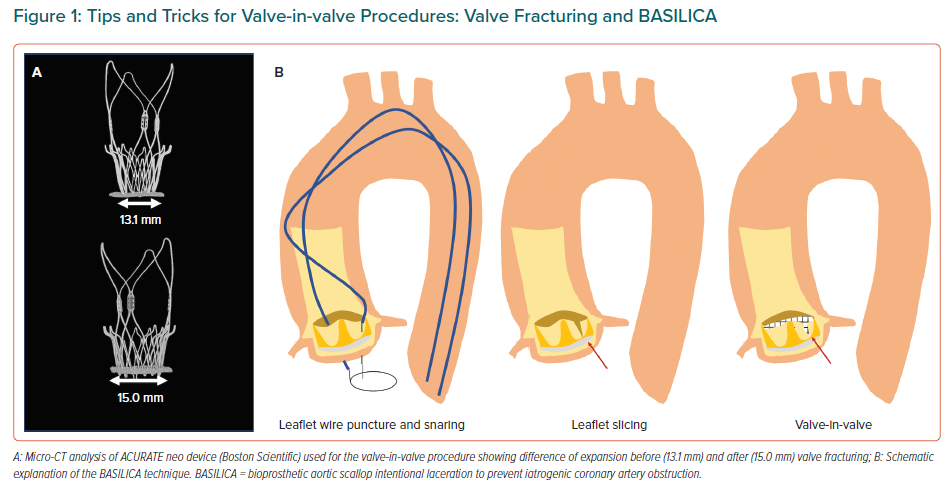 Figure 1: Tips and Tricks for Valve-in-valve Procedures: Valve Fracturing and BASILICA
A
B
13.1 mm
15.0 mm
Leaflet wire puncture and snaring
Leaflet slicing
Valve-in-valve
A: Micro-CT analysis of ACURATE neo device (Boston Scientific) used for the valve-in-valve procedure showing difference of expansion before (13.1 mm) and after (15.0 mm) valve fracturing; B: Schematic
explanation of the BASILICA technique. BASILICA = bioprosthetic aortic scallop intentional laceration to prevent iatrogenic coronary artery obstruction.